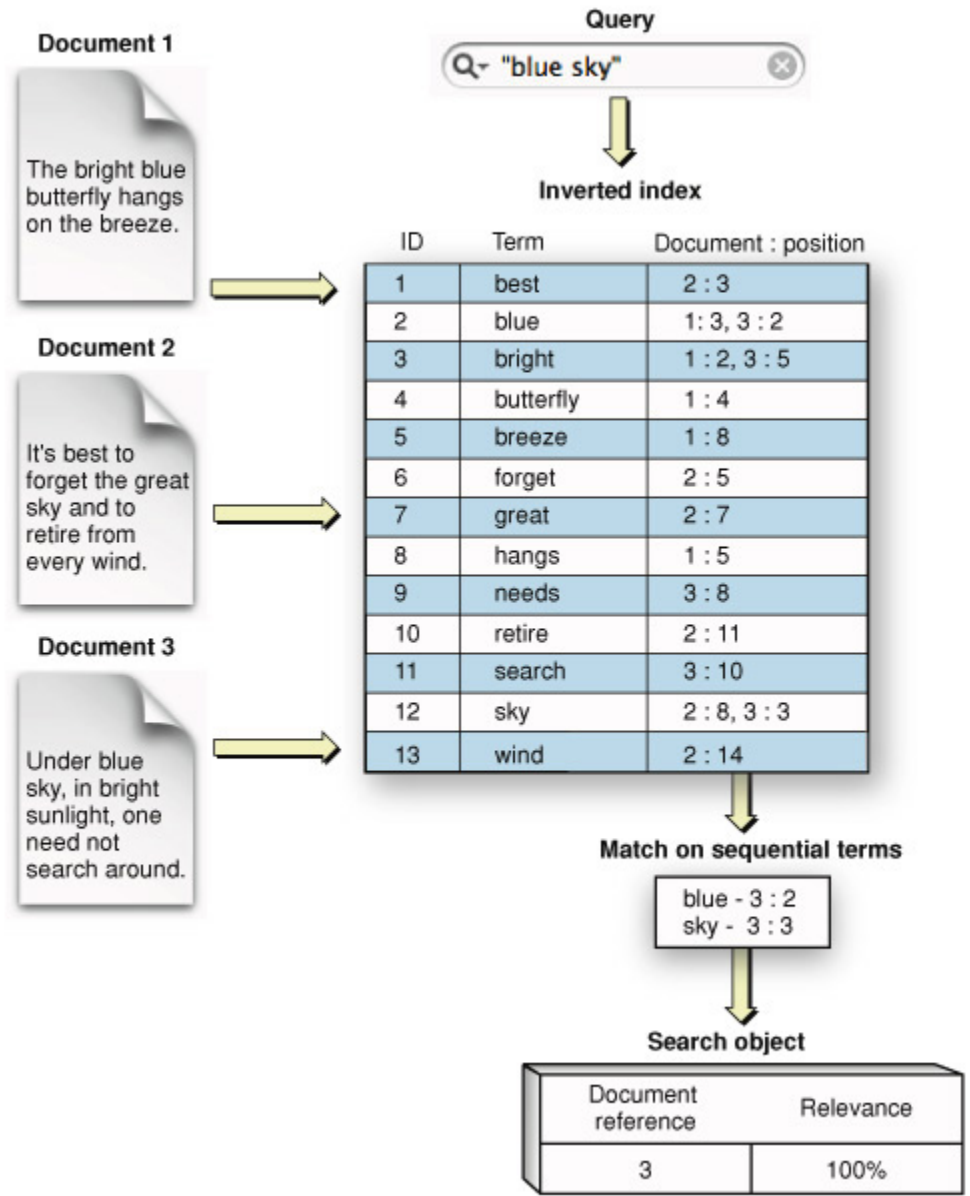 Document 1
The bright blue
butterfly hangs
on the breeze.
Document 2
It's best to
forget the great
sky and to
retire from
every wind.
Document 3
Under blue
sky, in bright
sunlight, one
need not
search around.
Query
"blue sky"
Inverted index
ID Term Document : position
1 best 2 : 3
2 blue 1: 3, 3 : 2
3 bright 1 : 2, 3 : 5
4 butterfly 1 : 4
5 breeze 1 : 8
6 forget 2 : 5
7 great 2 : 7
8 hangs 1 : 5
9 needs 3 : 8
10 retire 2 : 11
11 search 3 : 10
12 sky 2 : 8, 3 : 3
13 wind 2 : 14
Match on sequential terms
blue - 3 : 2
sky - 3 : 3
Search object
Document
reference
Relevance
3 100%